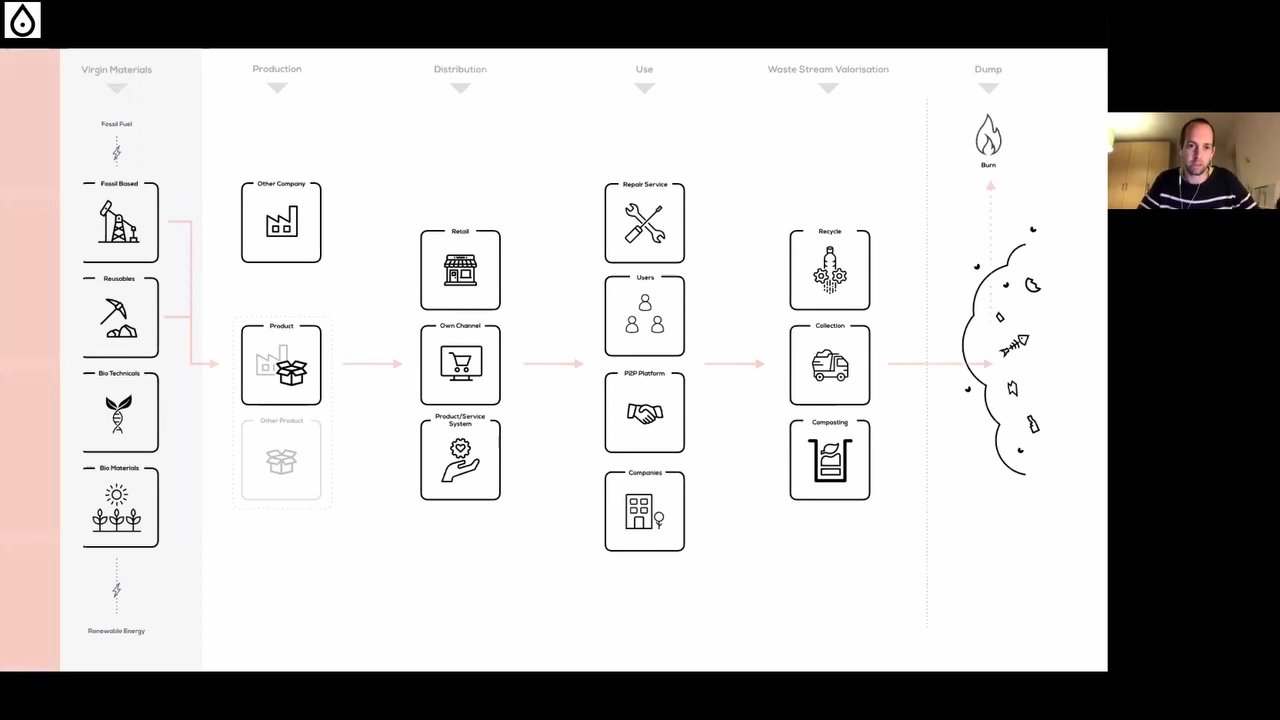 Virgin Materials
Production
Distribution
Use
Waste Stream Valorisation
Dump
Fossil Fuel
Fossil Based
Reusables
Bio Technicals
Bio Materials
Renewable Energy
Other Company
Product
Other Product
Retail
Own Channel
Product/Service
System
Repair Service
Users
P2P Platform
Companies
Recycle
Collection
Composting
Burn